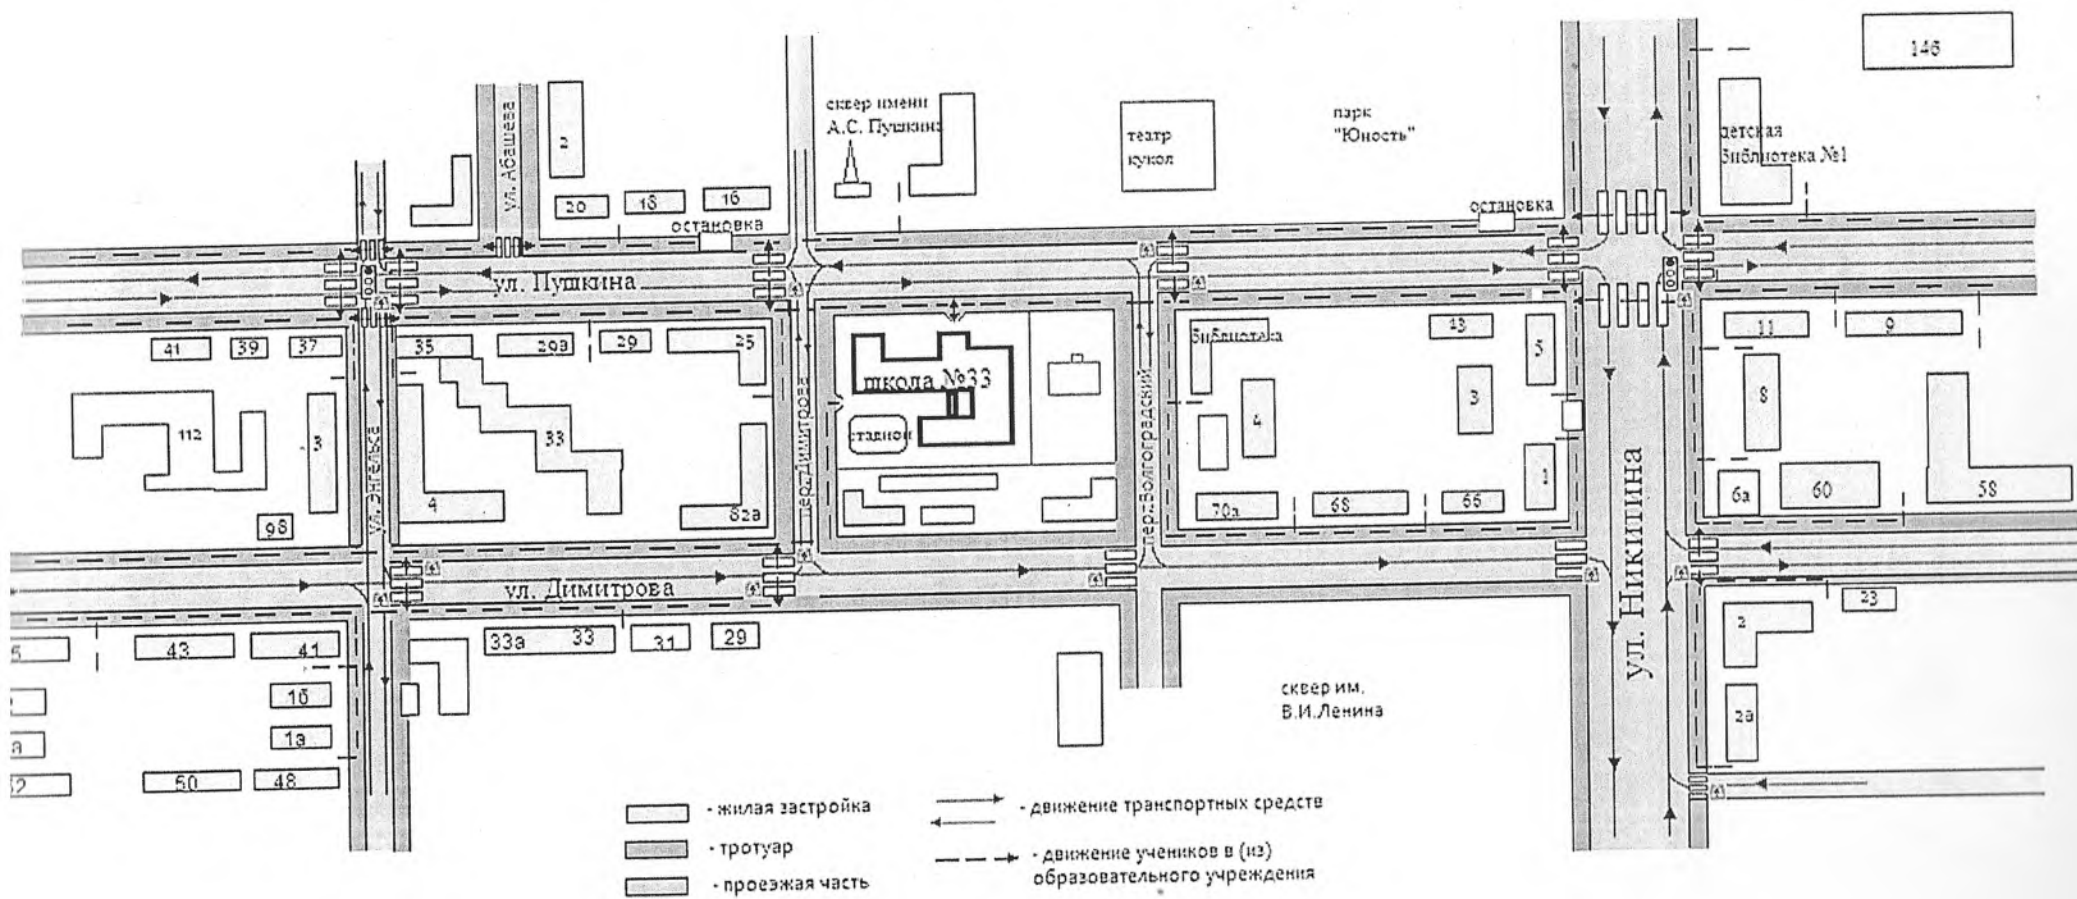 146
ул. Абашева
2
сквер имени
А.С. Пушкина
театр
кукол
парк
"Юность"
детская
библиотека №1
20
18
16
остановка
остановка
ул. Пушкина
41
39
37
35
29а
29
25
школа №33
стадион
библиотека
13
5
11
9
112
3
ул. Энгельса
33
4
98
82а
пер. Димитрова
пер. Волгоградский
4
3
1
70а
68
66
8
6а
60
58
ул. Никитина
ул. Димитрова
43
41
33а
33
31
29
2
23
2а
1б
1а
50
48
сквер им.
В.И.Ленина
- жилая застройка
- тротуар
- проезжая часть
- движение транспортных средств
- движение учеников в (из)
образовательного учреждения